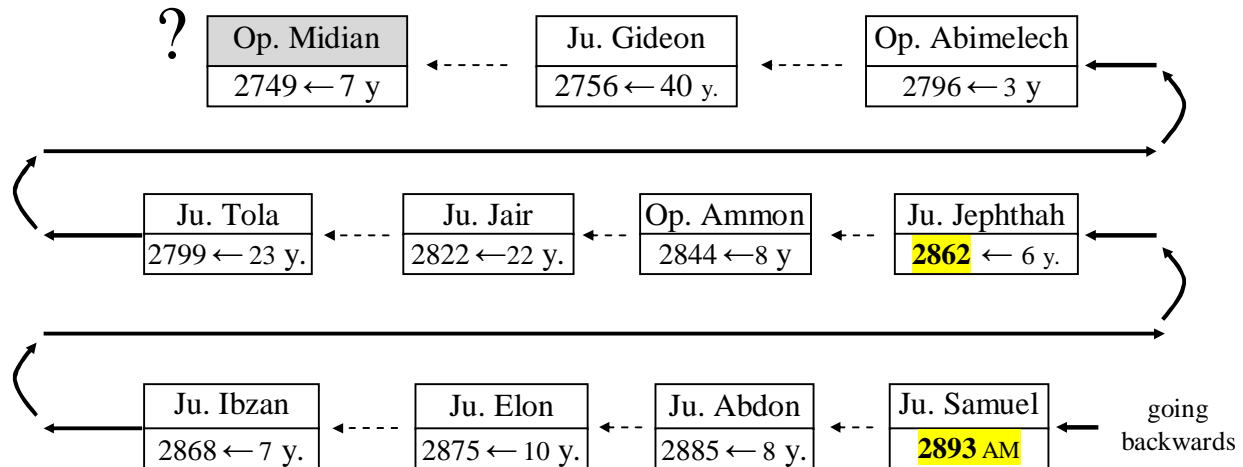 ? Op. Midian Ju. Gideon Op. Abimelech
2749 ← 7 y 2756 ← 40 y. 2796 ← 3 y
Ju. Tola Ju. Jair Op. Ammon Ju. Jephthah
2799 ← 23 y. 2822 ← 22 y. 2844 ← 8 y 2862 ← 6 y.
Ju. Ibzan Ju. Elon Ju. Abdon Ju. Samuel going
2868 ← 7 y. 2875 ← 10 y. 2885 ← 8 y. 2893 AM backwards